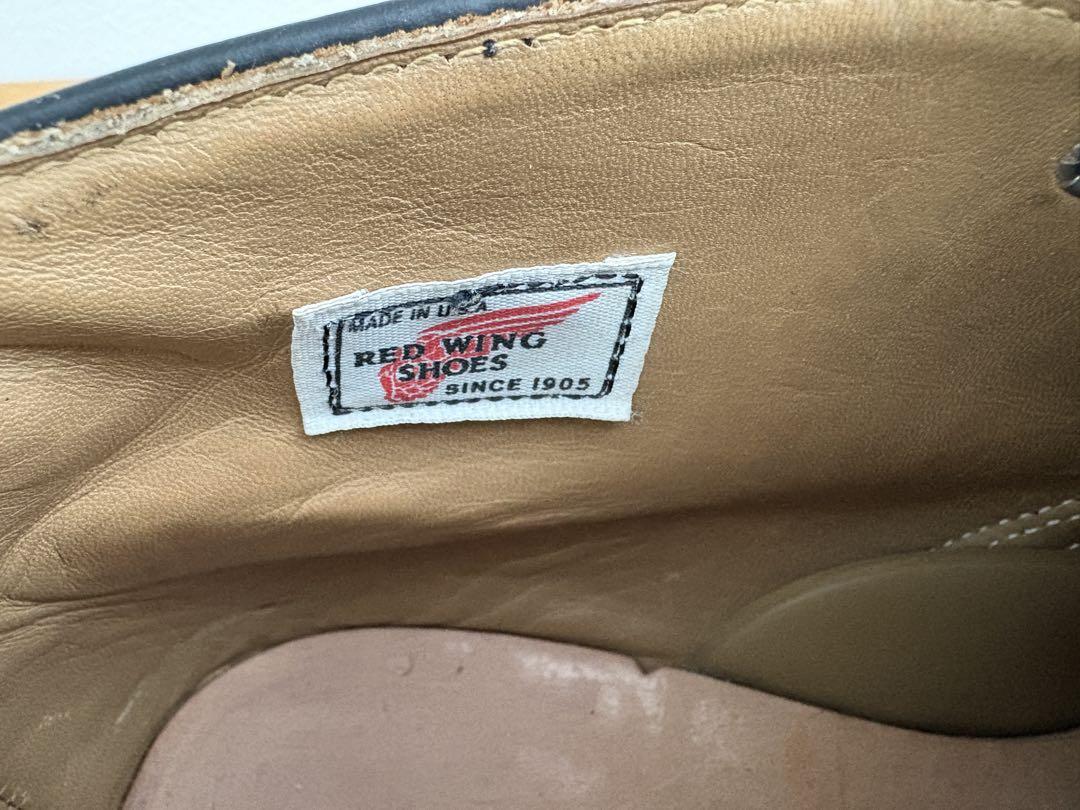 MADE IN U.S.A
RED WING
SHOES
SINCE 1905